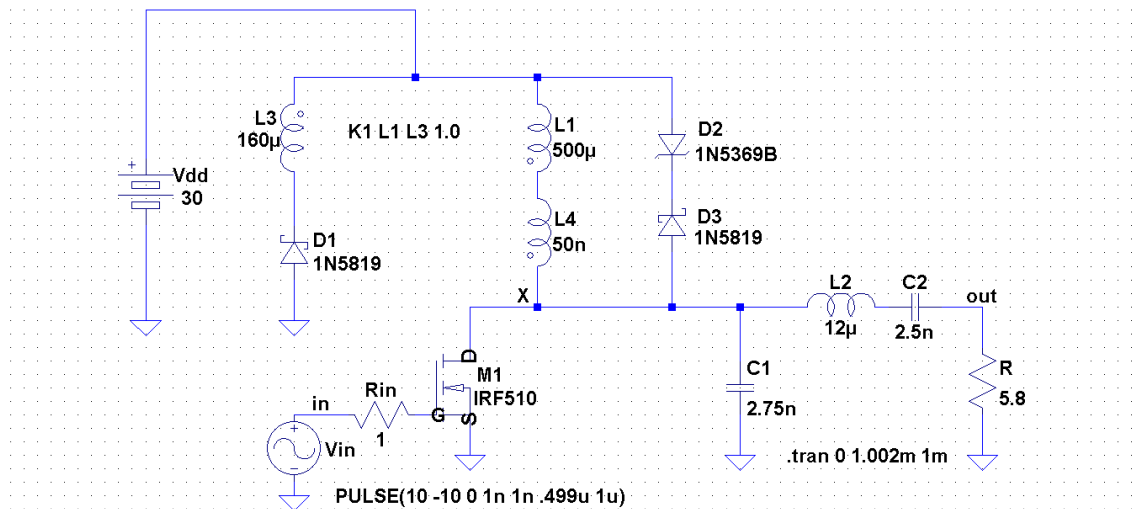 L3
160µ
K1 L1 L3 1.0
L1
500µ
D2
1N5369B
+
Vdd
30
L4
50n
D3
1N5819
D1
1N5819
X
L2
12µ
C2
2.5n
out
D
M1
IRF510
G
S
C1
2.75n
R
5.8
in
Rin
1
+
Vin
-
.tran 0 1.002m 1m
PULSE(10 -10 0 1n 1n .499u 1u)